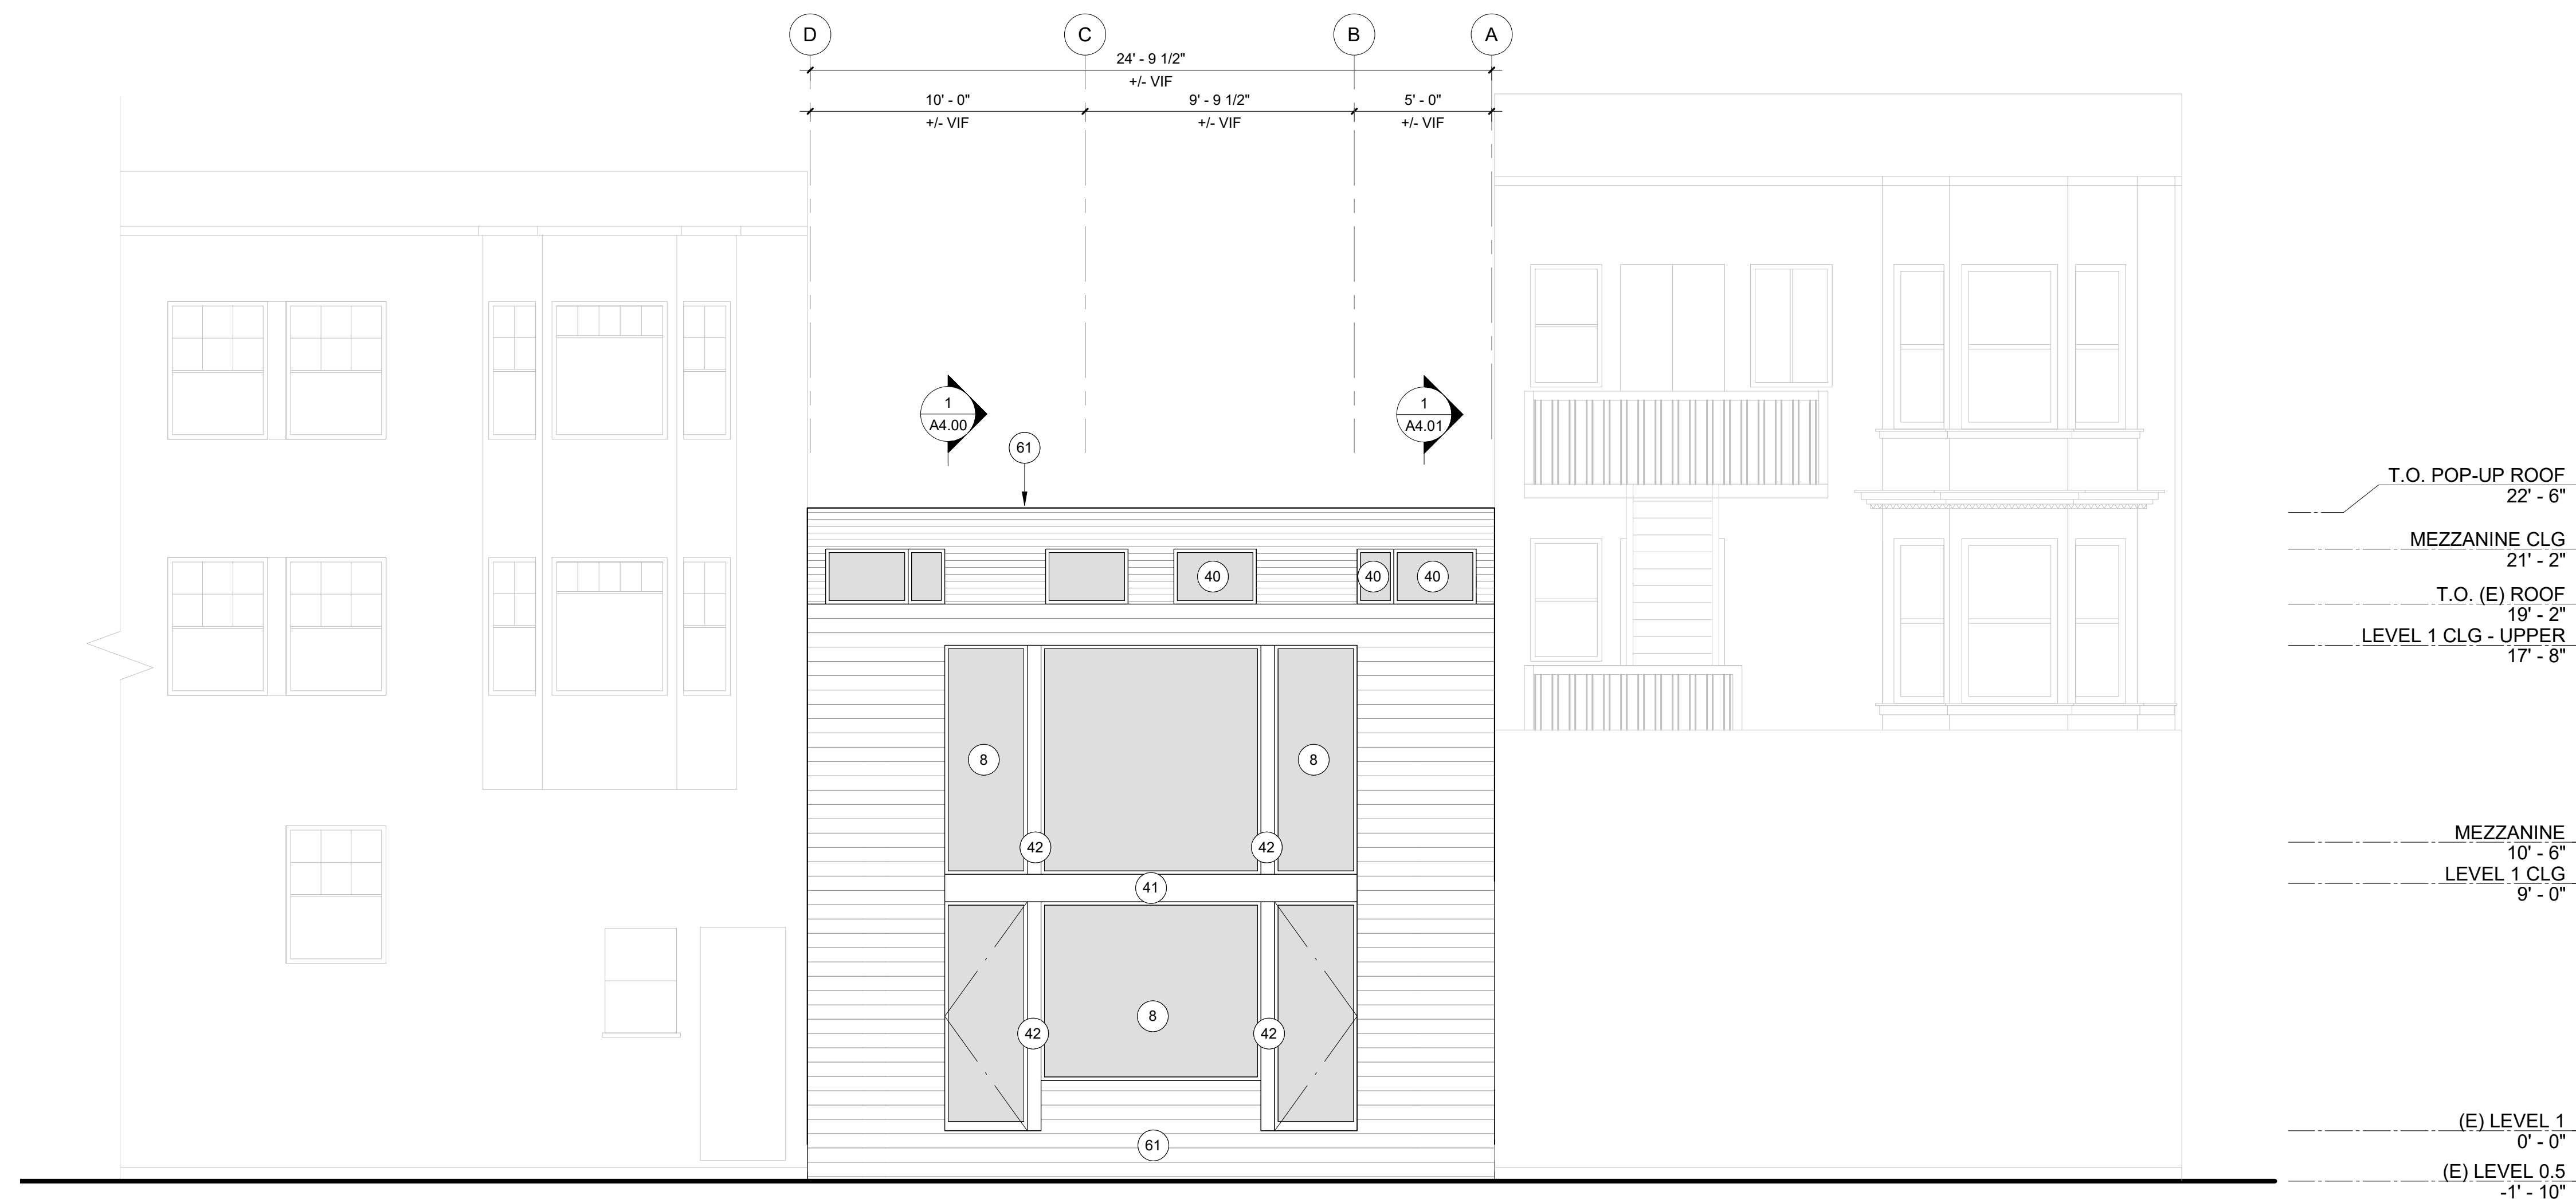 D
C
B
A
24' - 9 1/2"
+/- VIF
10' - 0"
9' - 9 1/2"
5' - 0"
+/- VIF
+/- VIF
+/- VIF
1
A4.00
1
A4.01
61
T.O. POP-UP ROOF
22' - 6"
MEZZANINE CLG
21' - 2"
40
40
40
T.O. (E) ROOF
19' - 2"
LEVEL 1 CLG - UPPER
17' - 8"
8
8
42
42
MEZZANINE
10' - 6"
LEVEL 1 CLG
9' - 0"
41
8
42
42
(E) LEVEL 1
0' - 0"
61
(E) LEVEL 0.5
-1' - 10"